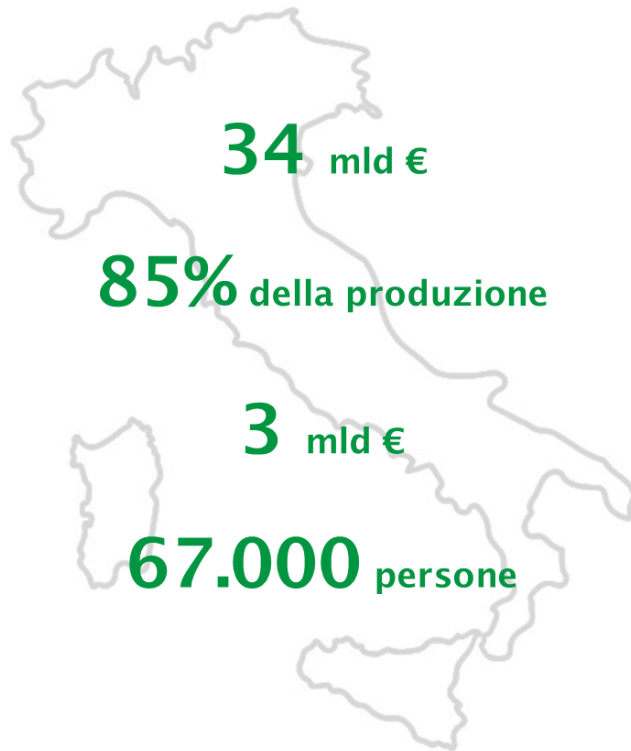 34 mld €
85% della produzione
3 mld €
67.000 persone